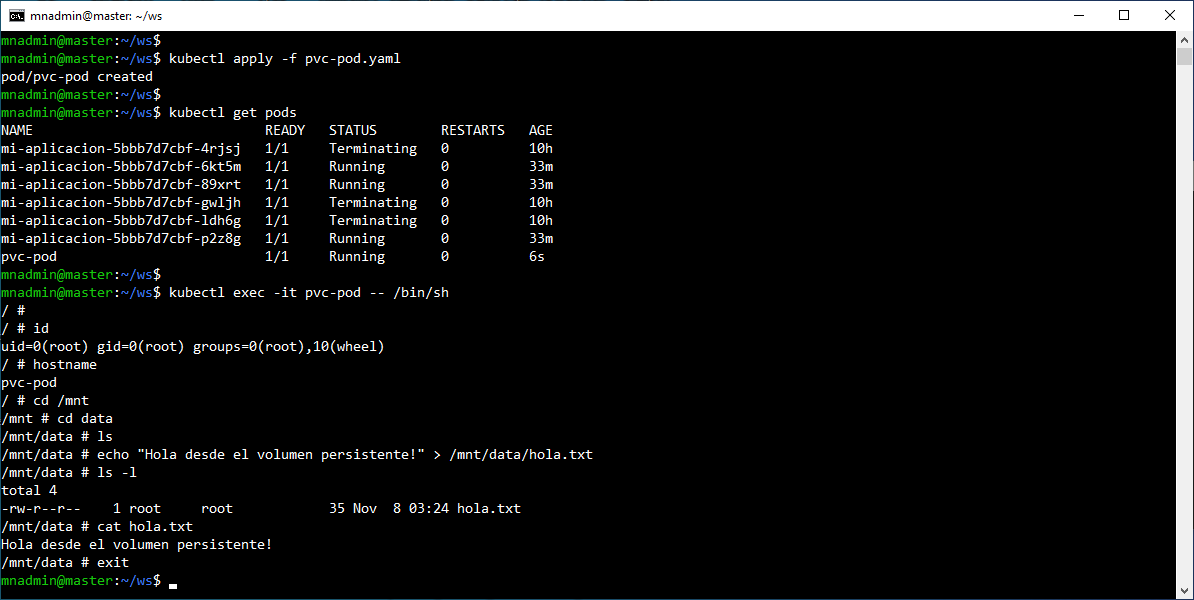 mnadmin@master: ~/ws
mnadmin@master:~/ws$
mnadmin@master:~/ws$ kubectl apply -f pvc-pod.yaml
pod/pvc-pod created
mnadmin@master:~/ws$
mnadmin@master:~/ws$ kubectl get pods
NAME                             READY   STATUS        RESTARTS   AGE
mi-aplicacion-5bbb7d7cbf-4rjsj   1/1     Terminating   0          10h
mi-aplicacion-5bbb7d7cbf-6kt5m   1/1     Running       0          33m
mi-aplicacion-5bbb7d7cbf-89xrt   1/1     Running       0          33m
mi-aplicacion-5bbb7d7cbf-gwljh   1/1     Terminating   0          10h
mi-aplicacion-5bbb7d7cbf-ldh6g   1/1     Terminating   0          10h
mi-aplicacion-5bbb7d7cbf-p2z8g   1/1     Running       0          33m
pvc-pod                          1/1     Running       0          6s
mnadmin@master:~/ws$
mnadmin@master:~/ws$ kubectl exec -it pvc-pod -- /bin/sh
/ #
/ # id
uid=0(root) gid=0(root) groups=0(root),10(wheel)
/ # hostname
pvc-pod
/ # cd /mnt
/mnt # cd data
/mnt/data # ls
/mnt/data # echo "Hola desde el volumen persistente!" > /mnt/data/hola.txt
/mnt/data # ls -l
total 4
-rw-r--r--    1 root     root            35 Nov  8 03:24 hola.txt
/mnt/data # cat hola.txt
Hola desde el volumen persistente!
/mnt/data # exit
mnadmin@master:~/ws$